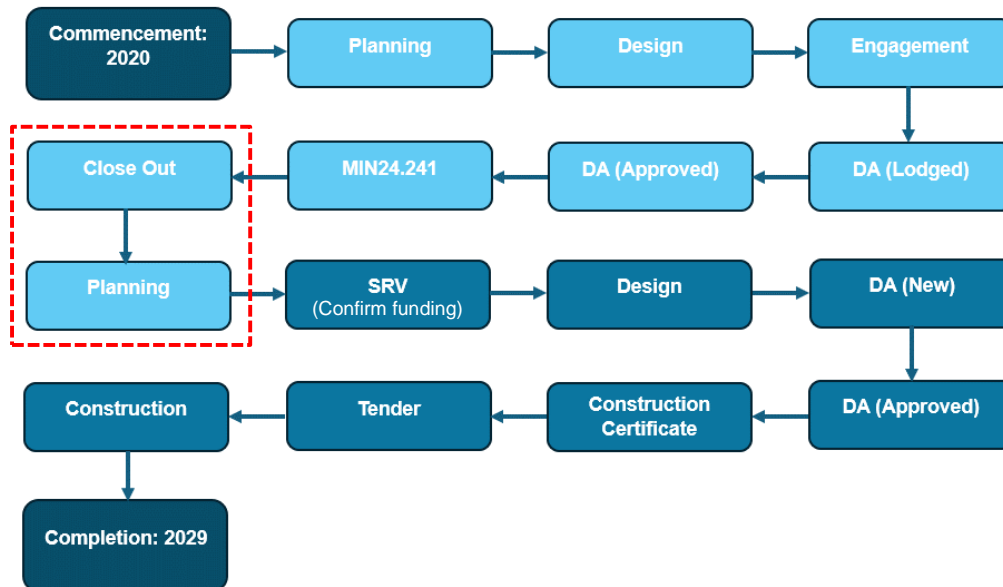 Commencement:
2020
Planning
Design
Engagement
Close Out
MIN24.241
DA (Approved)
DA (Lodged)
Planning
SRV
(Confirm funding)
Design
DA (New)
Construction
Tender
Construction
Certificate
DA (Approved)
Completion: 2029